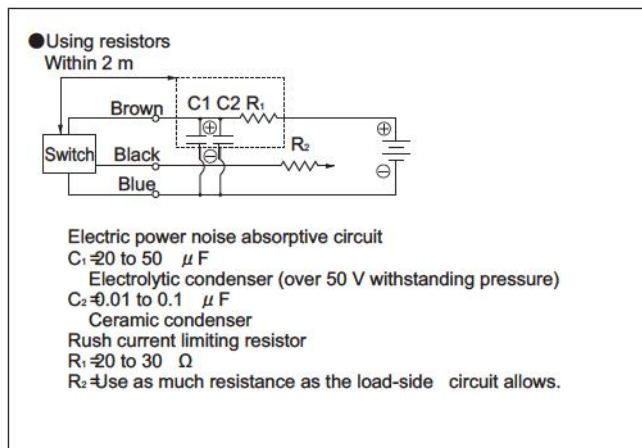 ●Using resistors
Within 2 m
Brown C1 C2 R₁
⊕ ⊕
Switch Black ⊖ R₂ ⊖
Blue
Electric power noise absorptive circuit
C₁=20 to 50 μF
Electrolytic condenser (over 50 V withstanding pressure)
C₂=0.01 to 0.1 μF
Ceramic condenser
Rush current limiting resistor
R₁=20 to 30 Ω
R₂=Use as much resistance as the load-side circuit allows.